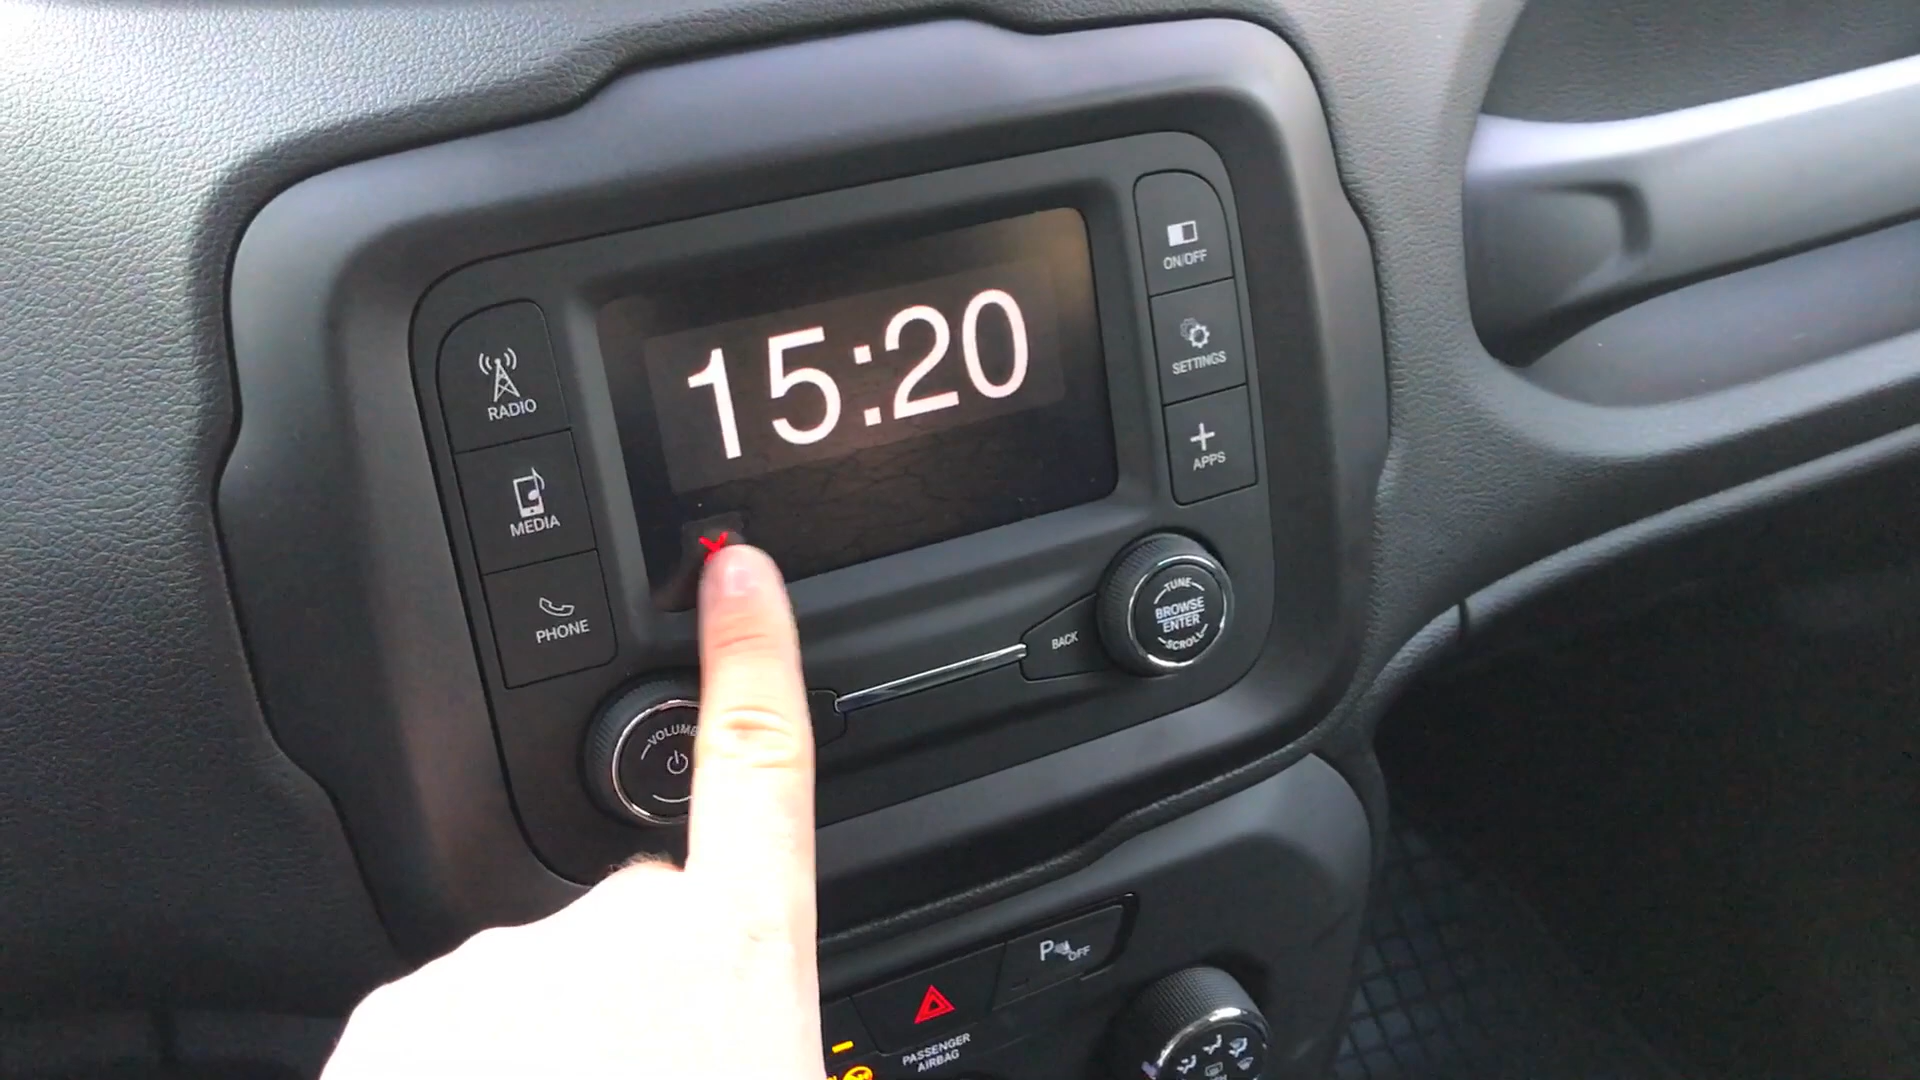 15:20
RADIO
MEDIA
PHONE
ON/OFF
SETTINGS
APPS
VOLUME
BACK
TUNE
BROWSE
ENTER
SCROLL
P OFF
PASSENGER
AIRBAG